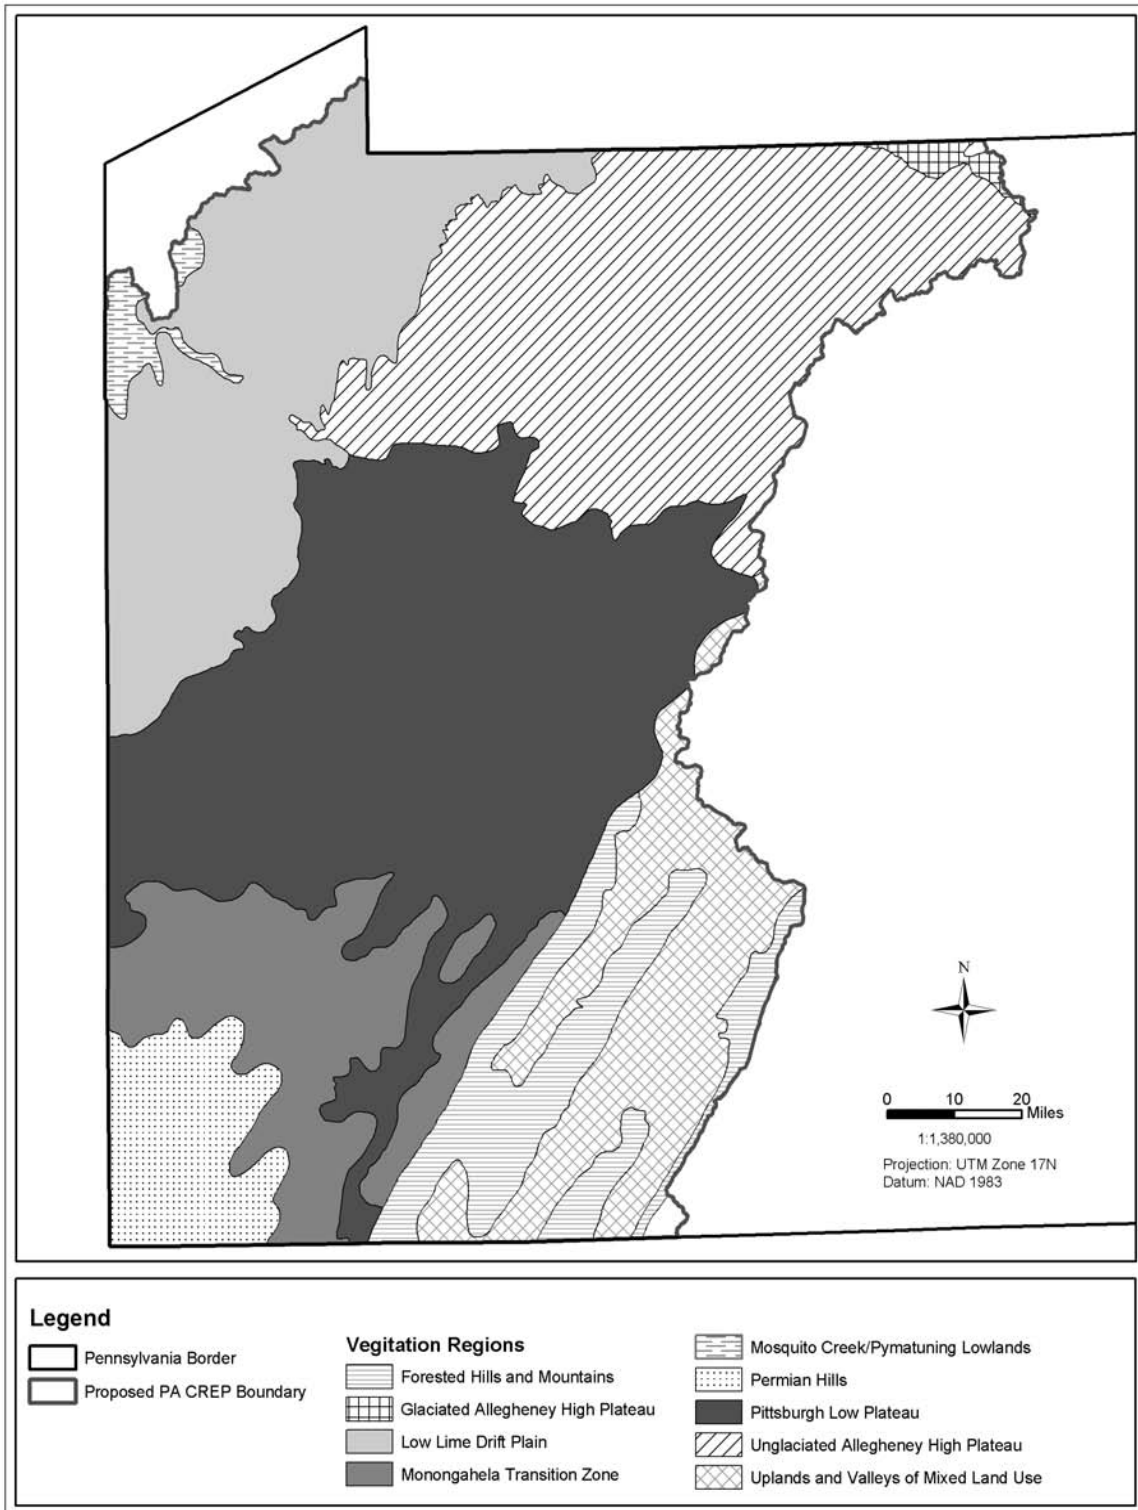 N
0 10 20
Miles
1:1,380,000
Projection: UTM Zone 17N
Datum: NAD 1983
Legend
Pennsylvania Border
Proposed PA CREP Boundary
Vegitation Regions
Forested Hills and Mountains
Glaciated Allegheney High Plateau
Low Lime Drift Plain
Monongahela Transition Zone
Mosquito Creek/Pymatuning Lowlands
Permian Hills
Pittsburgh Low Plateau
Unglaciated Allegheney High Plateau
Uplands and Valleys of Mixed Land Use